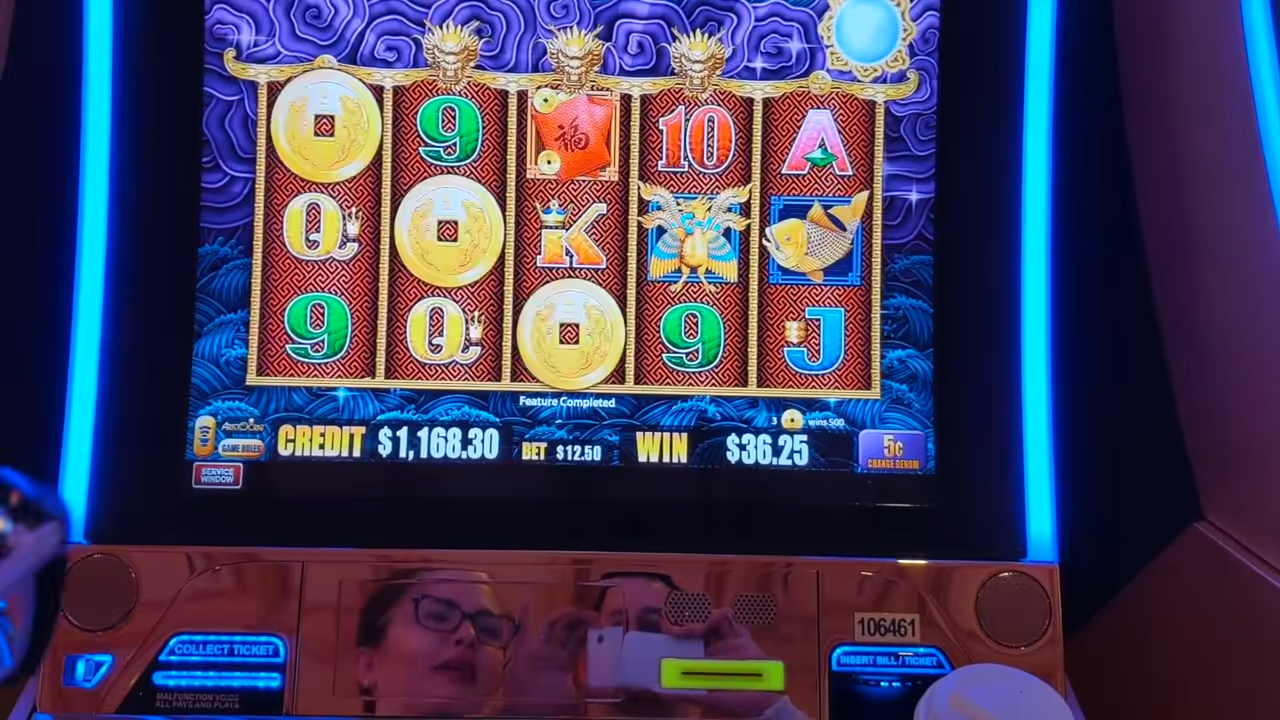 9 福 10 A
Q K
9 Q 9 J
Feature Completed
3 wins 500
ARISTOCRAT
GAME RULES
CREDIT $1,168.30 BET $12.50 WIN $36.25
5¢
CHANGE DENOM
SERVICE
WINDOW
106461
COLLECT TICKET
INSERT BILL / TICKET
MALFUNCTION VOIDS
ALL PAYS AND PLAYS